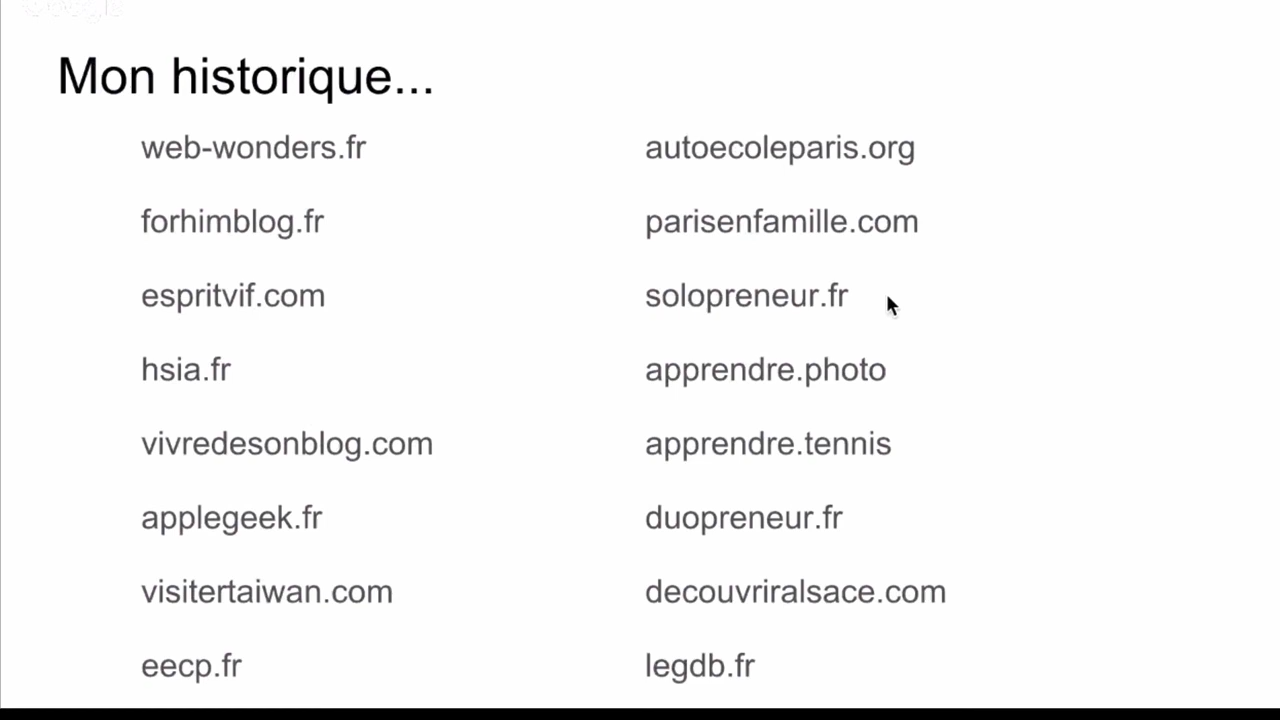 Mon historique...
web-wonders.fr
forhimblog.fr
espritvif.com
hsia.fr
vivredesonblog.com
applegeek.fr
visitertaiwan.com
eecp.fr
autoecoleparis.org
parisenfamille.com
solopreneur.fr
apprendre.photo
apprendre.tennis
duopreneur.fr
decouvriralsace.com
legdb.fr